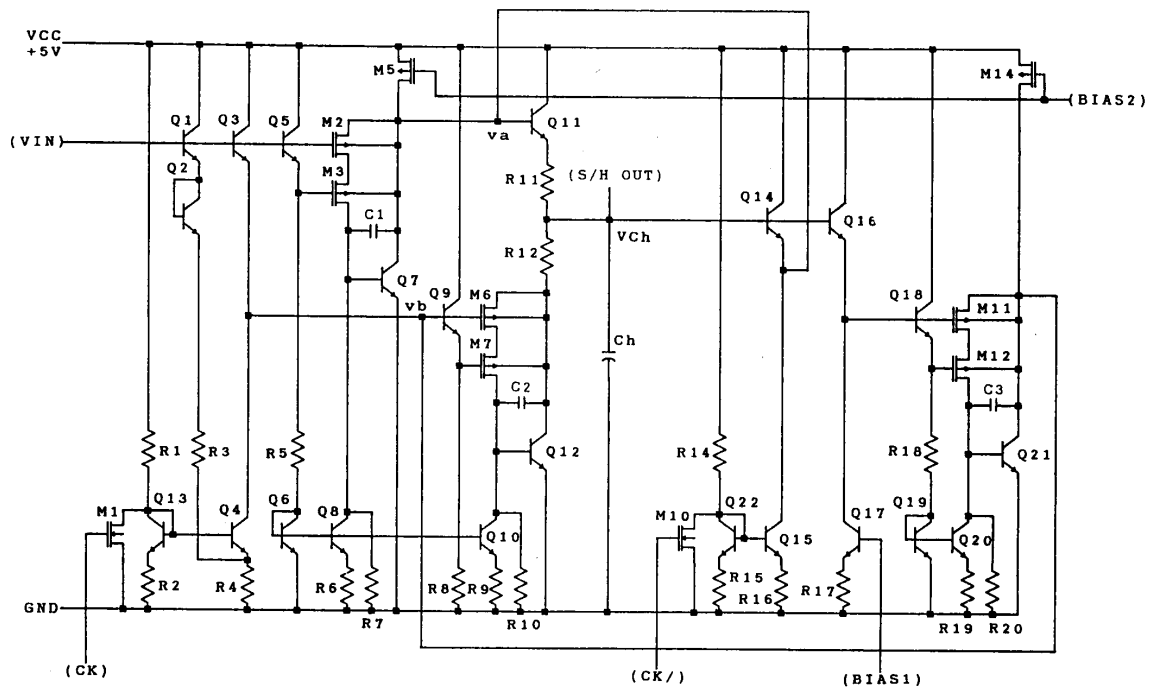 VCC
+5V
M5
M14
(BIAS2)
Q1
Q3
Q5
M2
va
Q11
(VIN)
Q2
M3
R11
(S/H OUT)
Q14
Q16
C1
VCh
R12
Q7
M6
Q9
vb
Q18
M11
M7
Ch
M12
C2
C3
R1
R3
R5
Q12
R14
R18
Q21
Q13
M1
Q4
Q6
Q8
Q10
M10
Q22
Q15
Q17
Q19
Q20
R2
R4
R6
R8
R9
R15
R16
R17
GND
R7
R10
R19
R20
(CK)
(CK/)
(BIAS1)